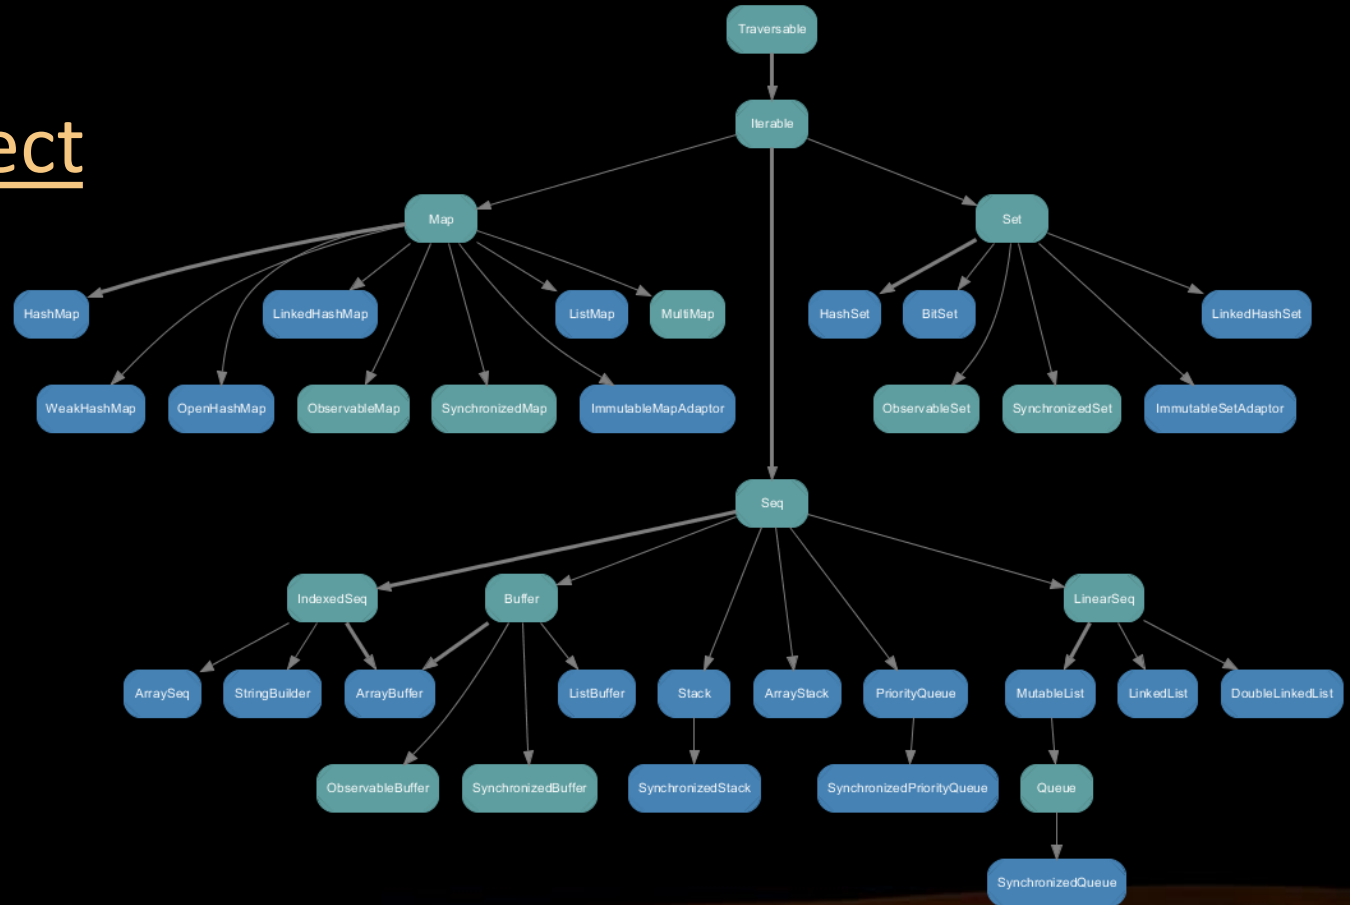 Traversable
ect
Iterable
Map
Set
HashMap
LinkedHashMap
ListMap
MultiMap
HashSet
BitSet
LinkedHashSet
WeakHashMap
OpenHashMap
ObservableMap
SynchronizedMap
ImmutableMapAdaptor
ObservableSet
SynchronizedSet
ImmutableSetAdaptor
Seq
IndexedSeq
Buffer
LinearSeq
ArraySeq
StringBuilder
ArrayBuffer
ListBuffer
Stack
ArrayStack
PriorityQueue
MutableList
LinkedList
DoubleLinkedList
ObservableBuffer
SynchronizedBuffer
SynchronizedStack
SynchronizedPriorityQueue
Queue
SynchronizedQueue